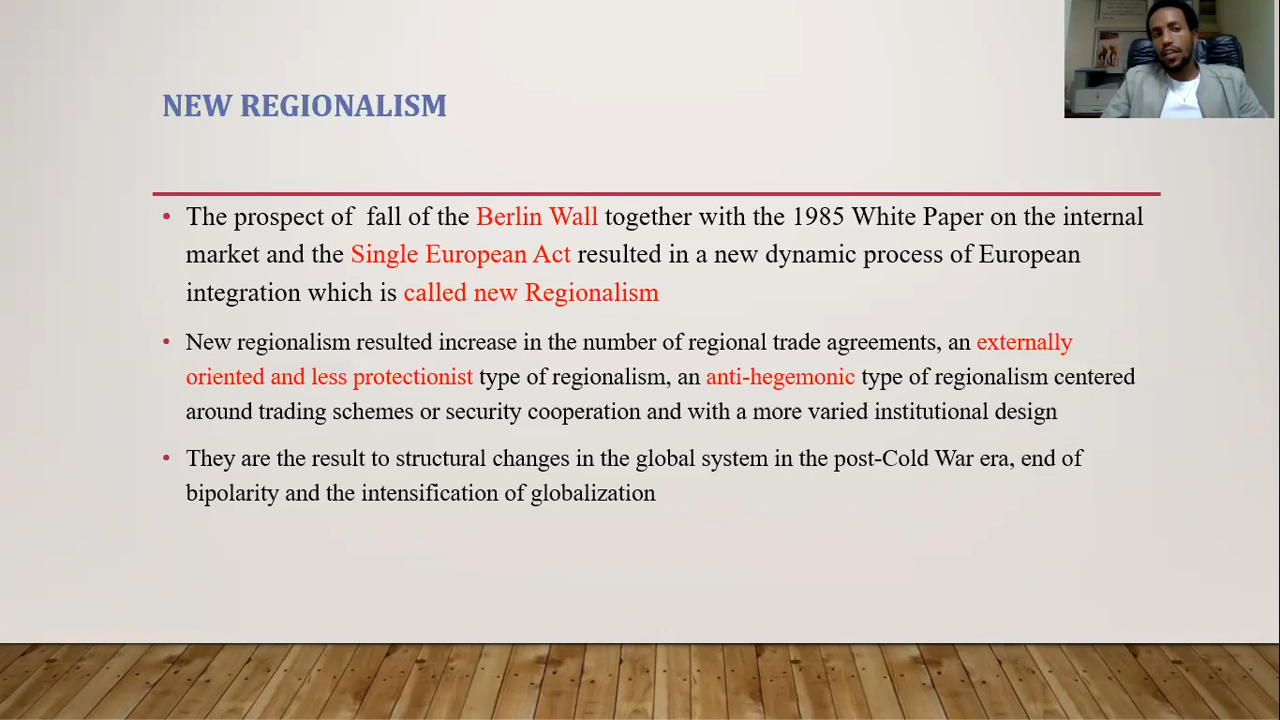 NEW REGIONALISM
• The prospect of  fall of the Berlin Wall together with the 1985 White Paper on the internal
market and the Single European Act resulted in a new dynamic process of European
integration which is called new Regionalism
• New regionalism resulted increase in the number of regional trade agreements, an externally
oriented and less protectionist type of regionalism, an anti-hegemonic type of regionalism centered
around trading schemes or security cooperation and with a more varied institutional design
• They are the result to structural changes in the global system in the post-Cold War era, end of
bipolarity and the intensification of globalization